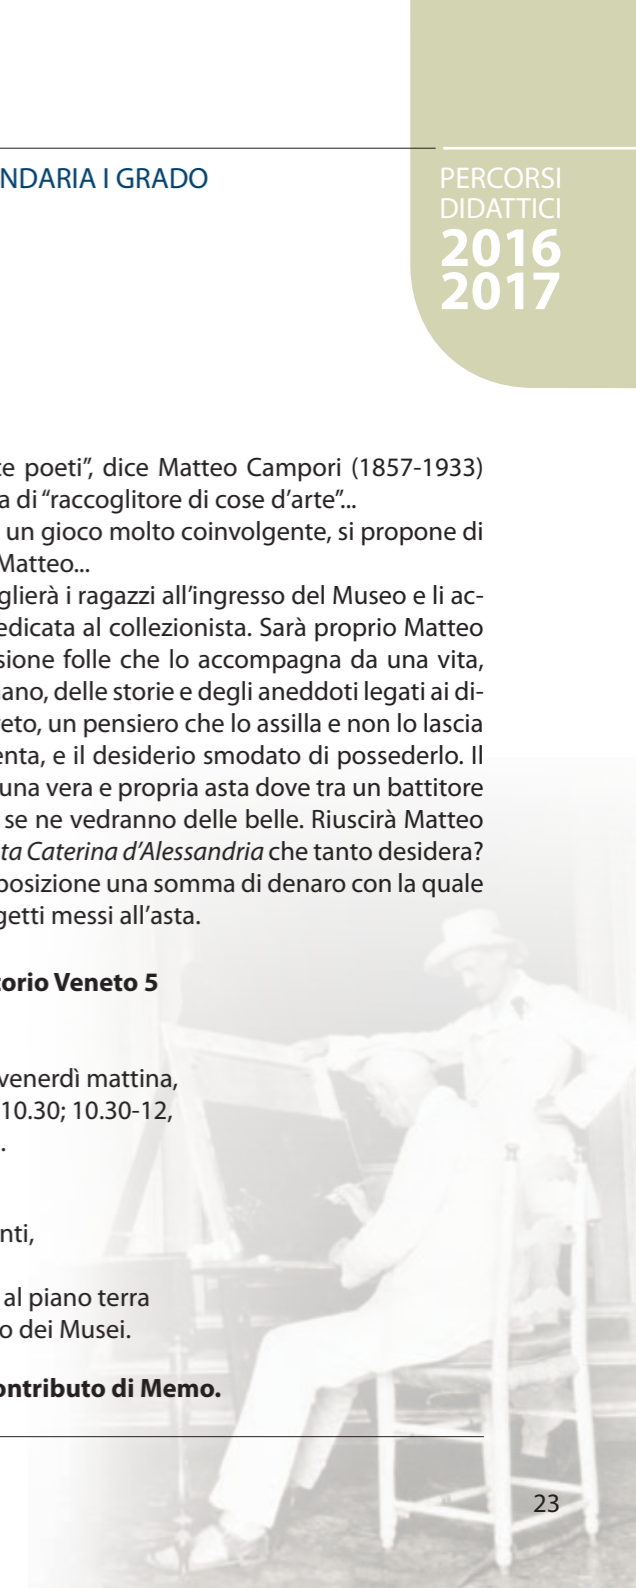 NDARIA I GRADO
PERCORSI
DIDATTICI
2016
2017
te poeti”, dice Matteo Campori (1857-1933)
a di “raccoglitore di cose d’arte”...
un gioco molto coinvolgente, si propone di
Matteo...
glierà i ragazzi all’ingresso del Museo e li ac-
edicata al collezionista. Sarà proprio Matteo
sione folle che lo accompagna da una vita,
ano, delle storie e degli aneddoti legati ai di-
reto, un pensiero che lo assilla e non lo lascia
enta, e il desiderio smodato di possederlo. Il
una vera e propria asta dove tra un battitore
se ne vedranno delle belle. Riuscirà Matteo
ta Caterina d’Alessandria che tanto desidera?
posizione una somma di denaro con la quale
getti messi all’asta.
torio Veneto 5
venerdì mattina,
10.30; 10.30-12,
.
nti,
al piano terra
o dei Musei.
ontributo di Memo.
23